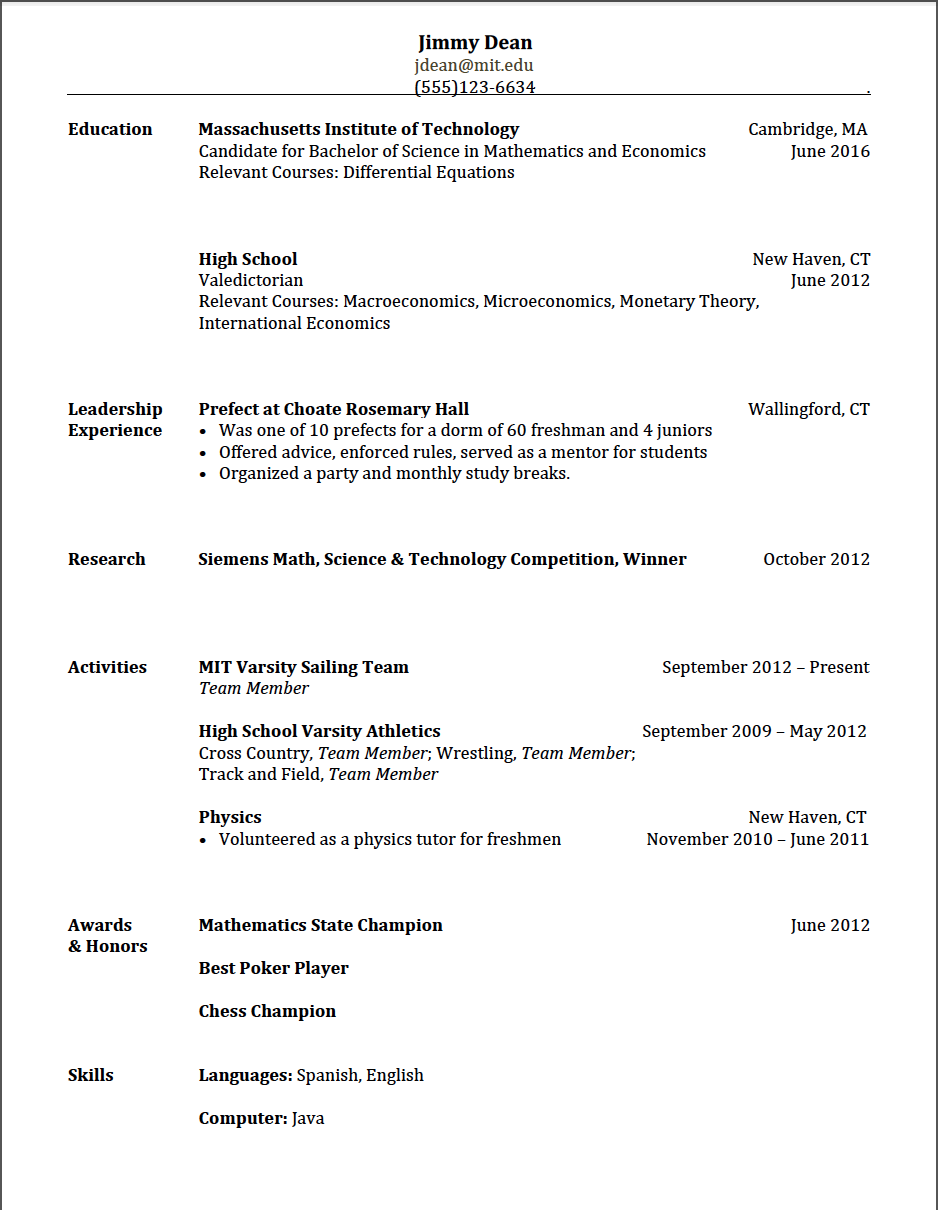 Jimmy Dean
jdean@mit.edu
(555)123-6634 .
Education Massachusetts Institute of Technology Cambridge, MA
Candidate for Bachelor of Science in Mathematics and Economics June 2016
Relevant Courses: Differential Equations
High School New Haven, CT
Valedictorian June 2012
Relevant Courses: Macroeconomics, Microeconomics, Monetary Theory,
International Economics
Leadership Prefect at Choate Rosemary Hall Wallingford, CT
Experience • Was one of 10 prefects for a dorm of 60 freshman and 4 juniors
• Offered advice, enforced rules, served as a mentor for students
• Organized a party and monthly study breaks.
Research Siemens Math, Science & Technology Competition, Winner October 2012
Activities MIT Varsity Sailing Team September 2012 – Present
Team Member
High School Varsity Athletics September 2009 – May 2012
Cross Country, Team Member; Wrestling, Team Member;
Track and Field, Team Member
Physics New Haven, CT
• Volunteered as a physics tutor for freshmen November 2010 – June 2011
Awards Mathematics State Champion June 2012
& Honors
Best Poker Player
Chess Champion
Skills Languages: Spanish, English
Computer: Java